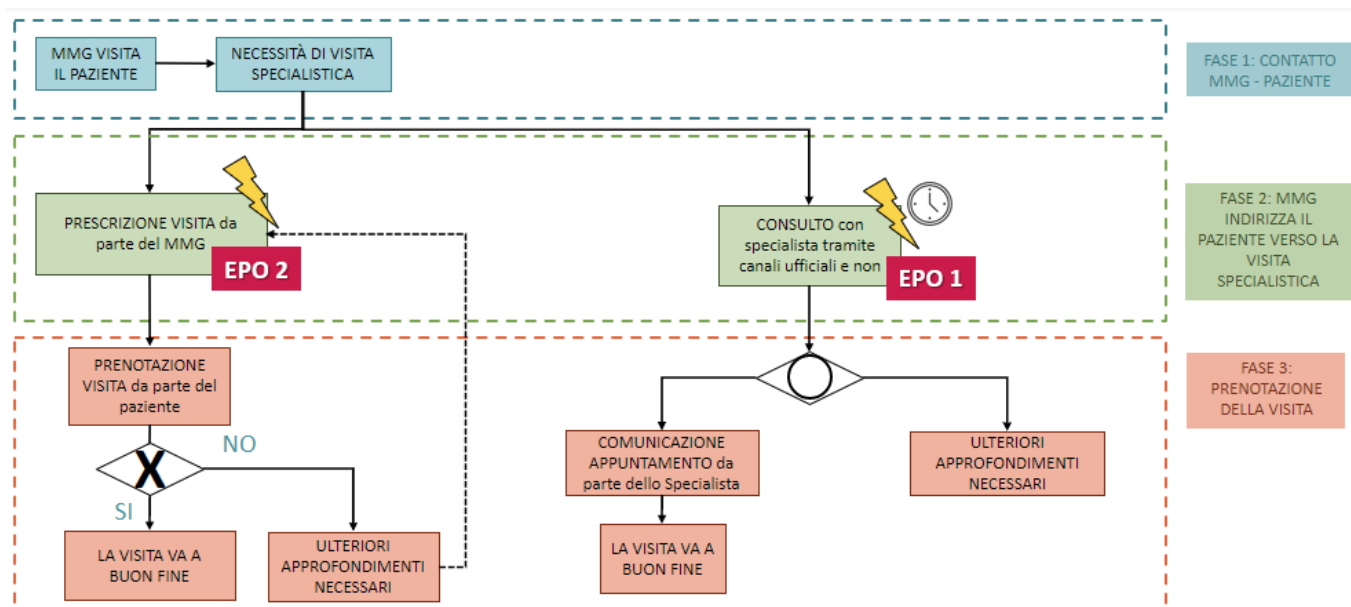 MMG VISITA
IL PAZIENTE
NECESSITÀ DI VISITA
SPECIALISTICA
FASE 1: CONTATTO
MMG - PAZIENTE
PRESCRIZIONE VISITA da
parte del MMG
EPO 2
CONSULTO con
specialista tramite
canali ufficiali e non
EPO 1
FASE 2: MMG
INDIRIZZA IL
PAZIENTE VERSO LA
VISITA
SPECIALISTICA
PRENOTAZIONE
VISITA da parte del
paziente
X
NO
SI
LA VISITA VA A
BUON FINE
ULTERIORI
APPROFONDIMENTI
NECESSARI
COMUNICAZIONE
APPUNTAMENTO da
parte dello Specialista
LA VISITA VA A
BUON FINE
ULTERIORI
APPROFONDIMENTI
NECESSARI
FASE 3:
PRENOTAZIONE
DELLA VISITA